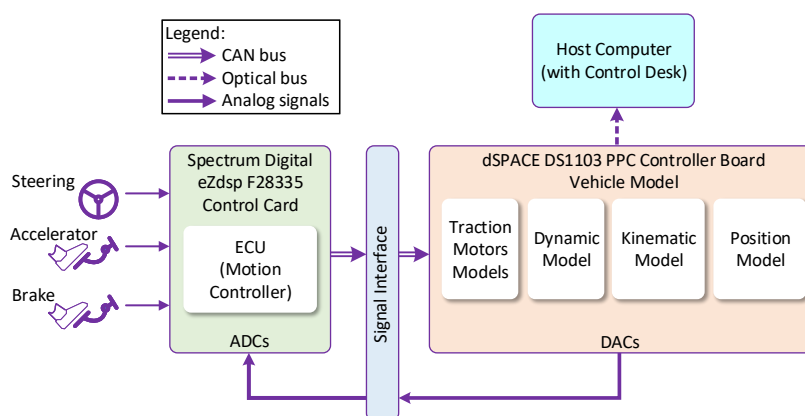 Legend:
CAN bus
Optical bus
Analog signals
Host Computer
(with Control Desk)
Steering
Accelerator
Brake
Spectrum Digital
eZdsp F28335
Control Card
ECU
(Motion
Controller)
ADCs
Signal Interface
dSPACE DS1103 PPC Controller Board
Vehicle Model
Traction
Motors
Models
Dynamic
Model
Kinematic
Model
Position
Model
DACs